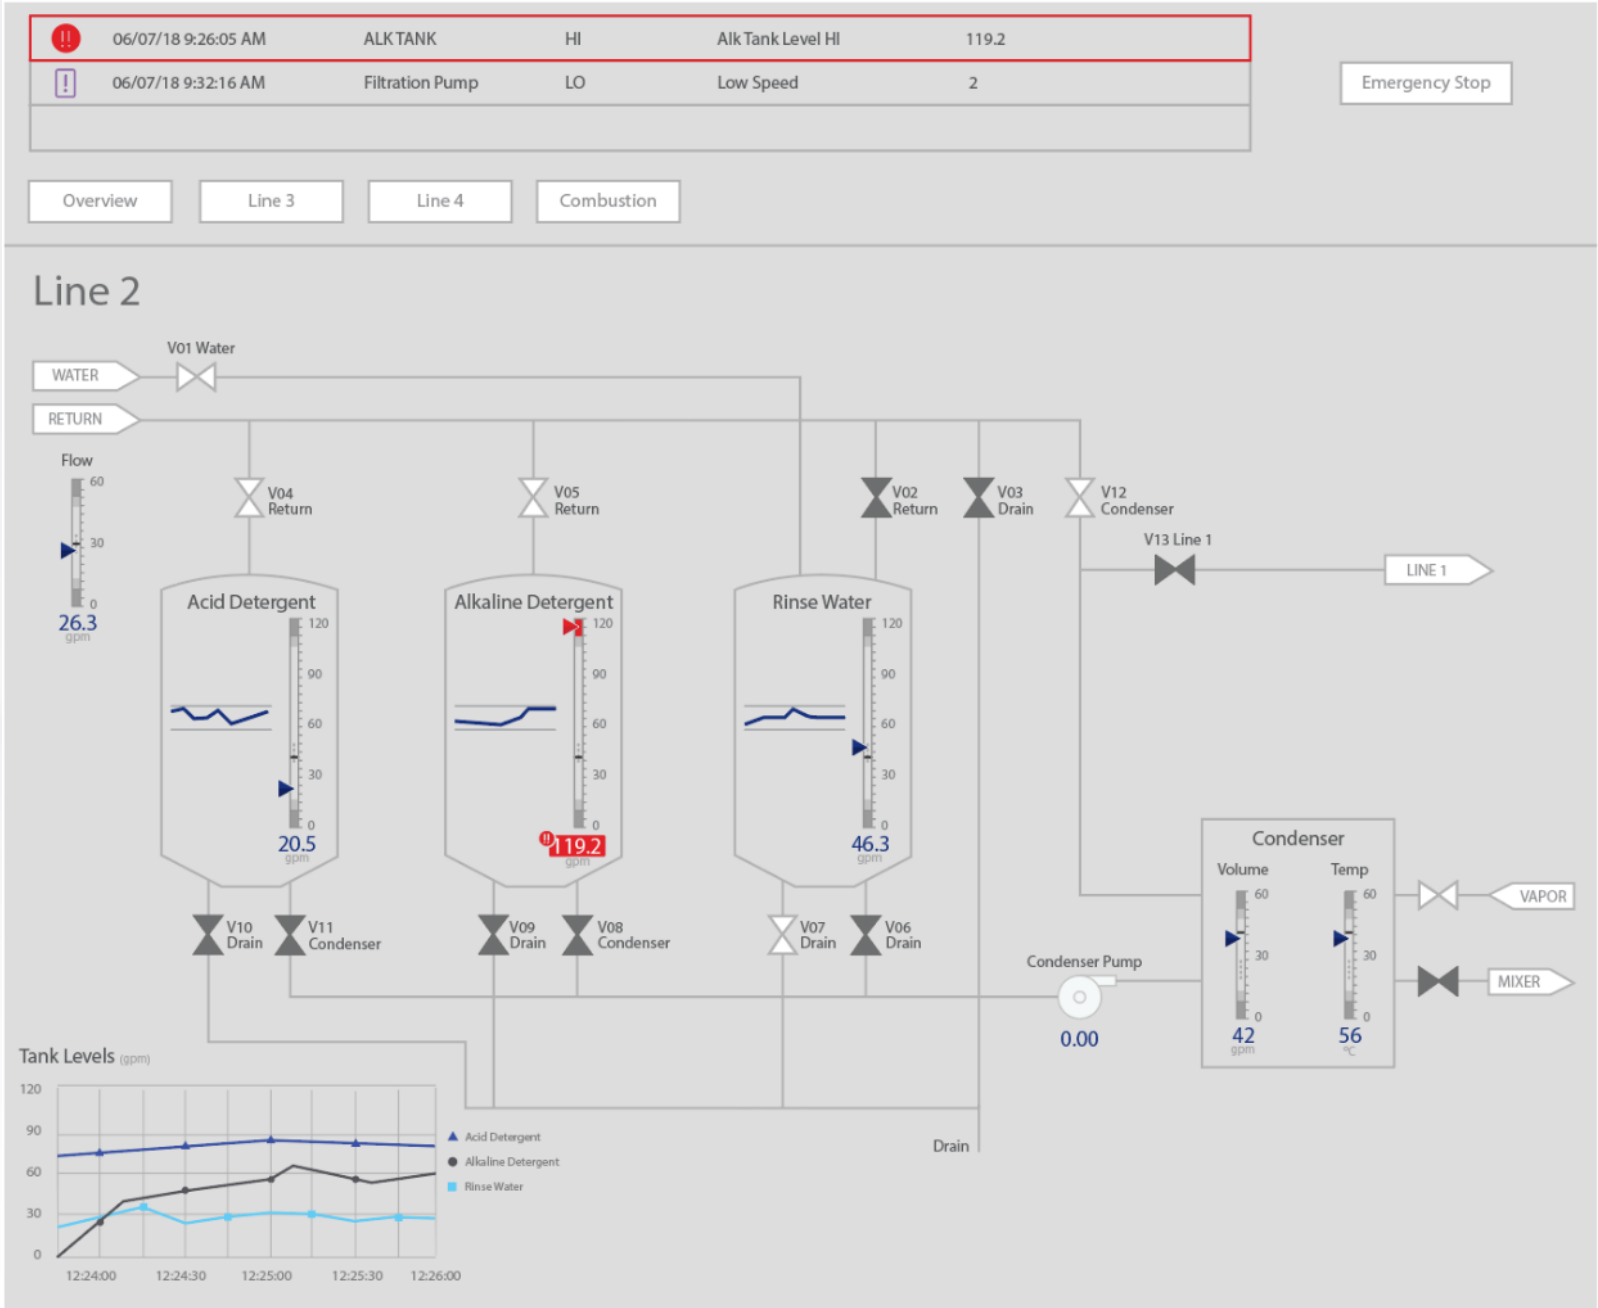 !! 06/07/18 9:26:05 AM ALK TANK HI Alk Tank Level HI 119.2
! 06/07/18 9:32:16 AM Filtration Pump LO Low Speed 2
Emergency Stop
Overview Line 3 Line 4 Combustion
Line 2
V01 Water
WATER
RETURN
Flow
60
30
0
26.3
gpm
V04
Return
V05
Return
V02
Return
V03
Drain
V12
Condenser
V13 Line 1
LINE 1
Acid Detergent
120
90
60
30
0
20.5
gpm
Alkaline Detergent
120
90
60
30
0
!! 119.2
gpm
Rinse Water
120
90
60
30
0
46.3
gpm
V10
Drain
V11
Condenser
V09
Drain
V08
Condenser
V07
Drain
V06
Drain
Condenser Pump
0.00
Condenser
Volume
60
30
0
42
gpm
Temp
60
30
0
56
°C
VAPOR
MIXER
Drain
Tank Levels (gpm)
120
90
60
30
0
12:24:00 12:24:30 12:25:00 12:25:30 12:26:00
Acid Detergent
Alkaline Detergent
Rinse Water